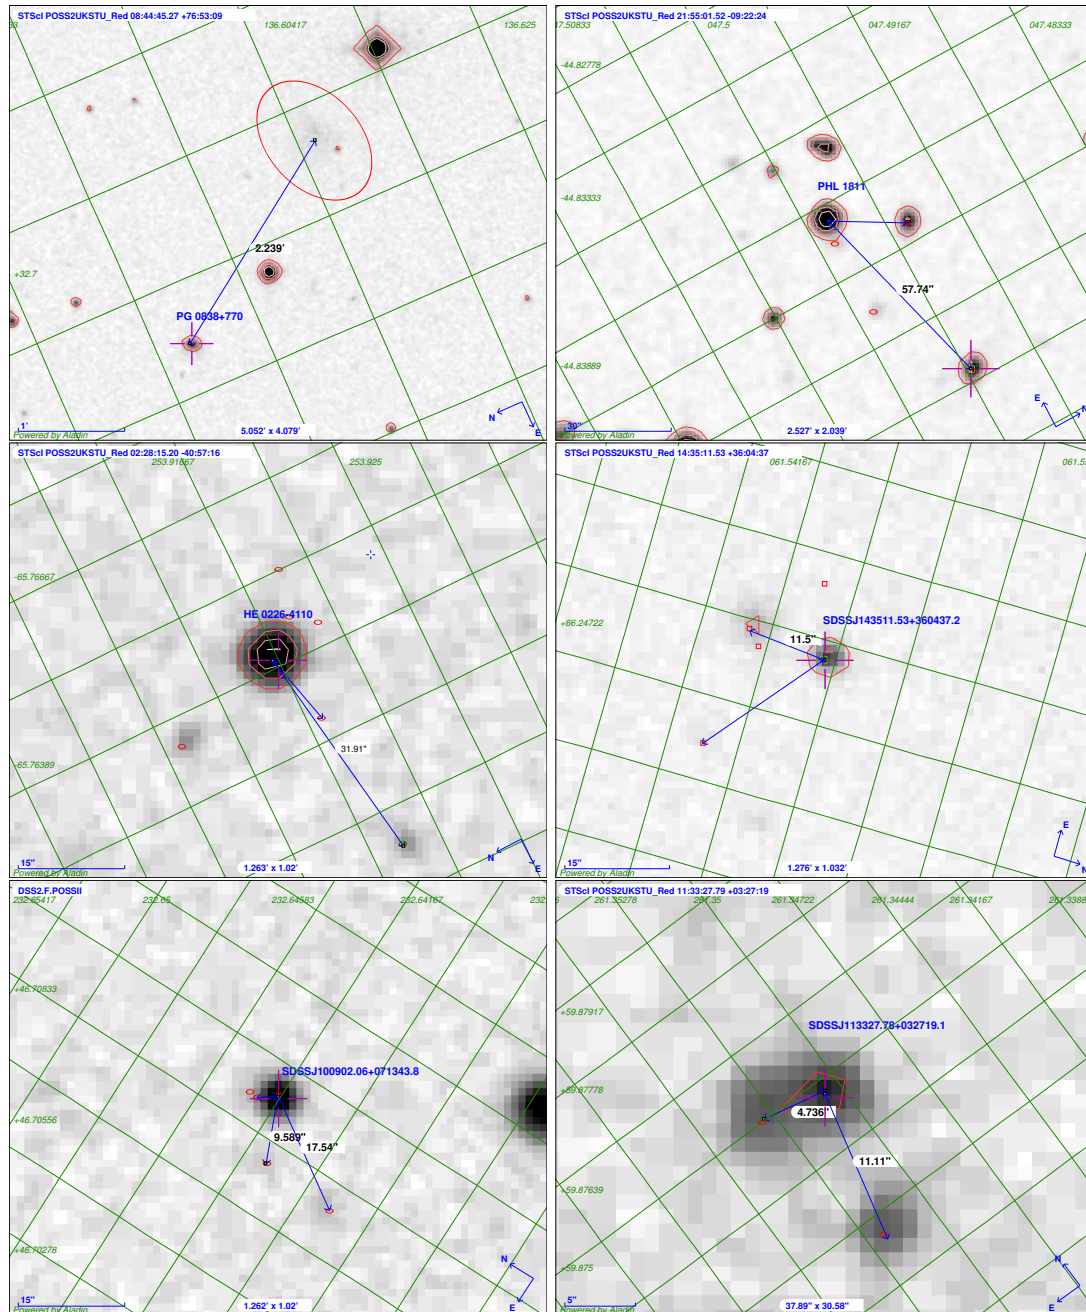 STScI POSS2UKSTU_Red 08:44:45.27 +76:53:09
136.60417
136.625
2.239'
+32.7
PG 0838+770
1'
Powered by Aladin
5.052' x 4.079'
N
E
STScI POSS2UKSTU_Red 21:55:01.52 -09:22:24
047.5
047.49167
047.48333
-44.82778
PHL 1811
-44.83333
57.74"
-44.83889
E
N
30"
Powered by Aladin
2.527' x 2.039'
STScI POSS2UKSTU_Red 02:28:15.20 -40:57:16
253.91667
253.925
-65.76667
HE 0226-4110
31.91"
-65.76389
15"
Powered by Aladin
1.263' x 1.02'
N
E
STScI POSS2UKSTU_Red 14:35:11.53 +36:04:37
061.54167
+66.24722
SDSSJ143511.53+360437.2
11.5"
E
N
15"
Powered by Aladin
1.276' x 1.032'
DSS2.F.POSSII
232.65417
232.65
232.64583
232.64167
+46.70833
SDSSJ100902.06+071343.8
+46.70556
9.589"
17.54"
+46.70278
N
E
15"
Powered by Aladin
1.262' x 1.02'
STScI POSS2UKSTU_Red 11:33:27.79 +03:27:19
261.35278
261.35
261.34722
261.34444
261.34167
+59.87917
SDSSJ113327.78+032719.1
+59.87778
4.736"
11.11"
+59.87639
+59.875
N
E
5"
Powered by Aladin
37.89" x 30.58"